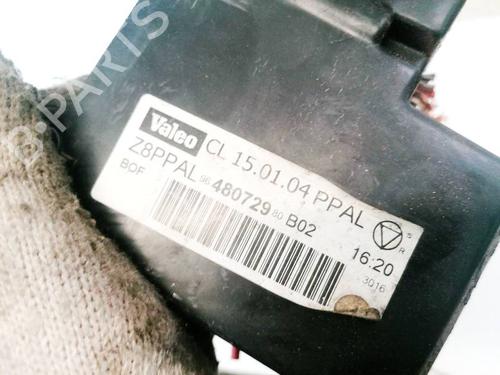 B-PARTS
Valeo CL 15.01.04 PPAL
Z8PPAL 96 480729 80 B02
BOF
S
R
16:20
3016